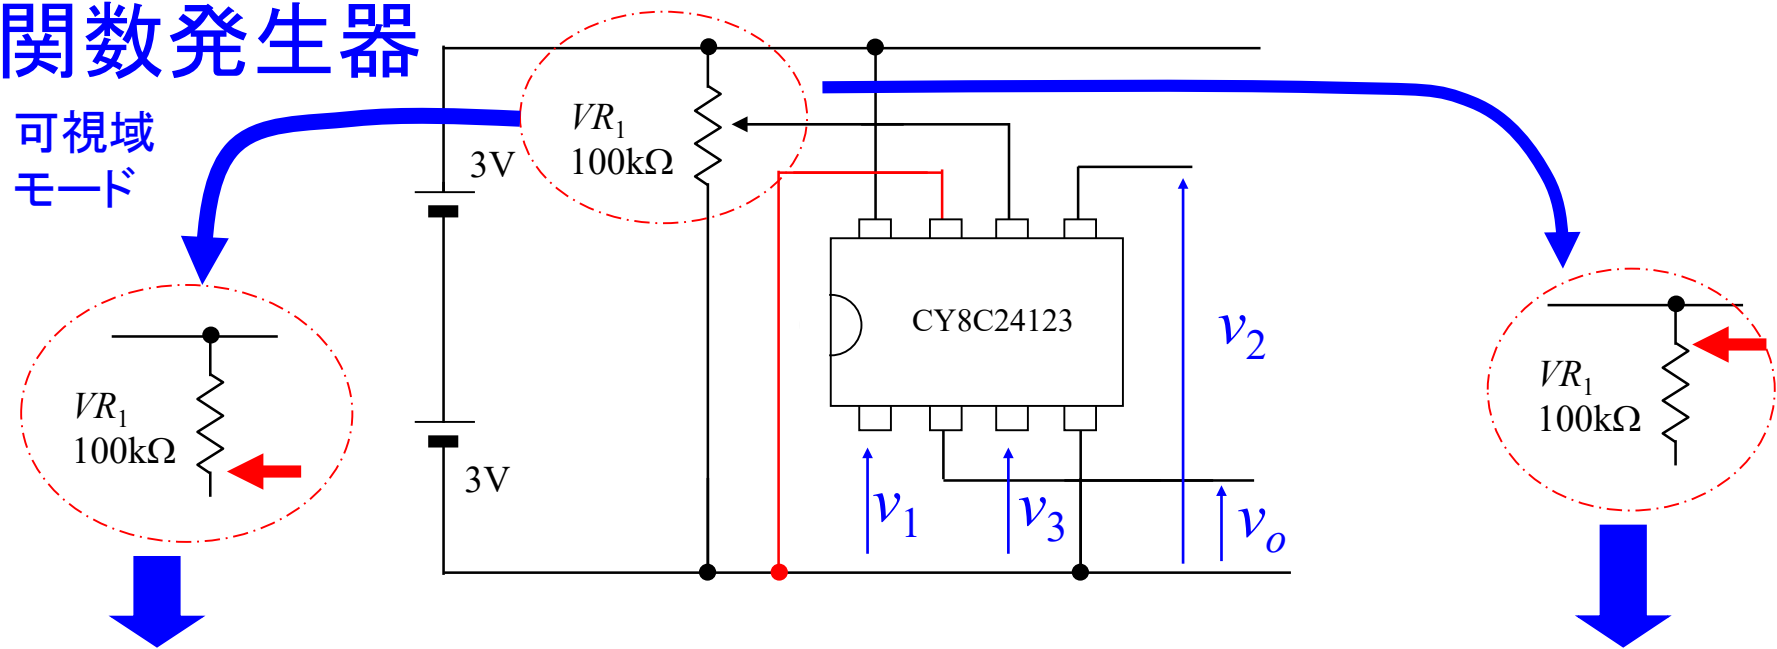 関数発生器
可視域
モード
3V
VR₁
100kΩ
CY8C24123
v₂
VR₁
100kΩ
VR₁
100kΩ
3V
v₁
v₃
vₒ